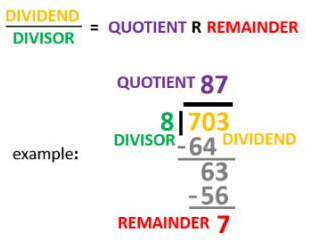 DIVIDEND
DIVISOR = QUOTIENT R REMAINDER
QUOTIENT 87
8 703
DIVISOR -64 DIVIDEND
example: 63
-56
REMAINDER 7